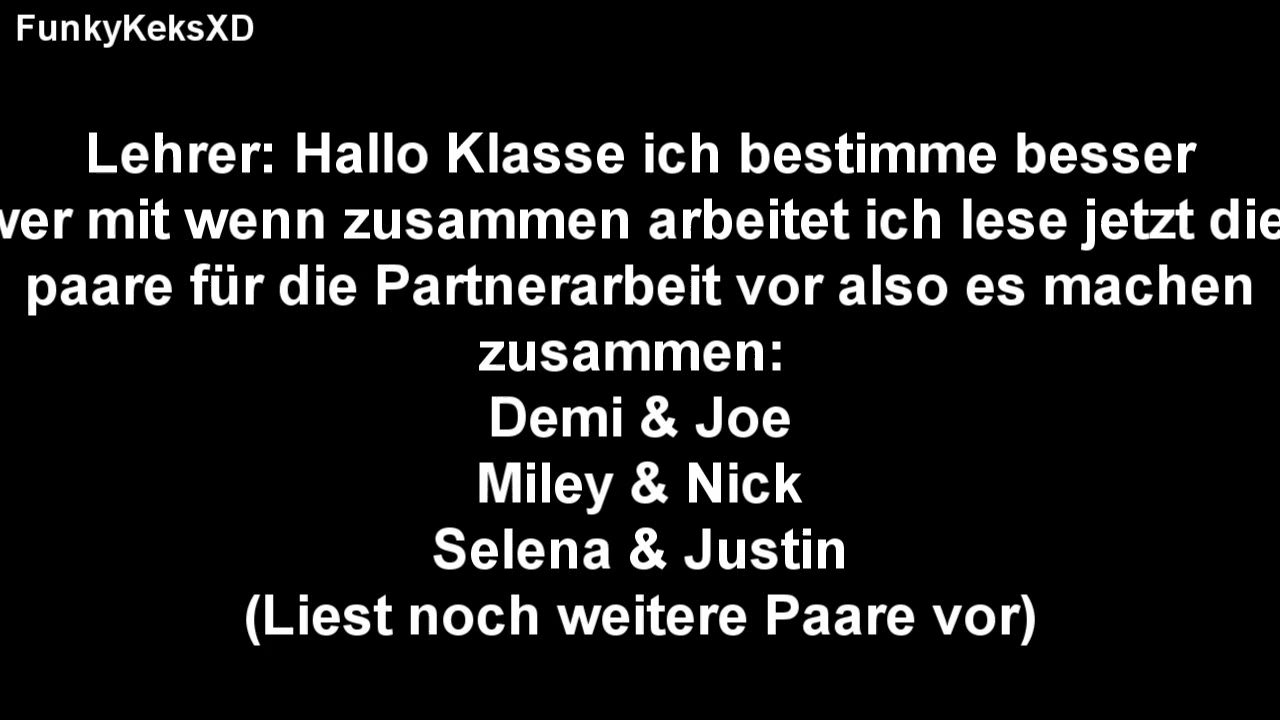 FunkyKeksXD
Lehrer: Hallo Klasse ich bestimme besser
wer mit wenn zusammen arbeitet ich lese jetzt die
paare für die Partnerarbeit vor also es machen
zusammen:
Demi & Joe
Miley & Nick
Selena & Justin
(Liest noch weitere Paare vor)